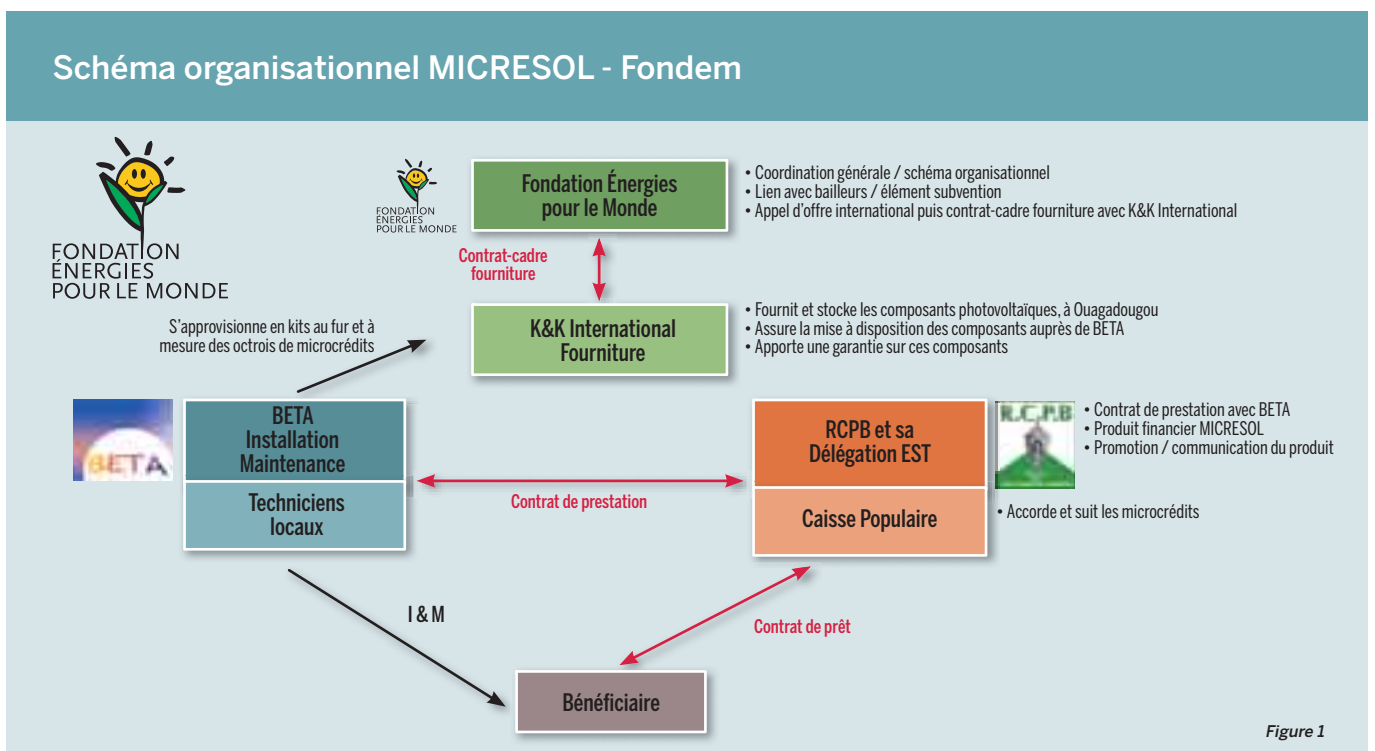 Schéma organisationnel MICRESOL - Fondem
FONDATION
ÉNERGIES
POUR LE MONDE
FONDATION
ÉNERGIES
POUR LE MONDE
Fondation Énergies
pour le Monde
• Coordination générale / schéma organisationnel
• Lien avec bailleurs / élément subvention
• Appel d'offre international puis contrat-cadre fourniture avec K&K International
Contrat-cadre
fourniture
S'approvisionne en kits au fur et à
mesure des octrois de microcrédits
K&K International
Fourniture
• Fournit et stocke les composants photovoltaïques, à Ouagadougou
• Assure la mise à disposition des composants auprès de BETA
• Apporte une garantie sur ces composants
BETA
BETA
Installation
Maintenance
Techniciens
locaux
Contrat de prestation
RCPB et sa
Délégation EST
Caisse Populaire
R.C.P.B
• Contrat de prestation avec BETA
• Produit financier MICRESOL
• Promotion / communication du produit
• Accorde et suit les microcrédits
I & M
Contrat de prêt
Bénéficiaire
Figure 1